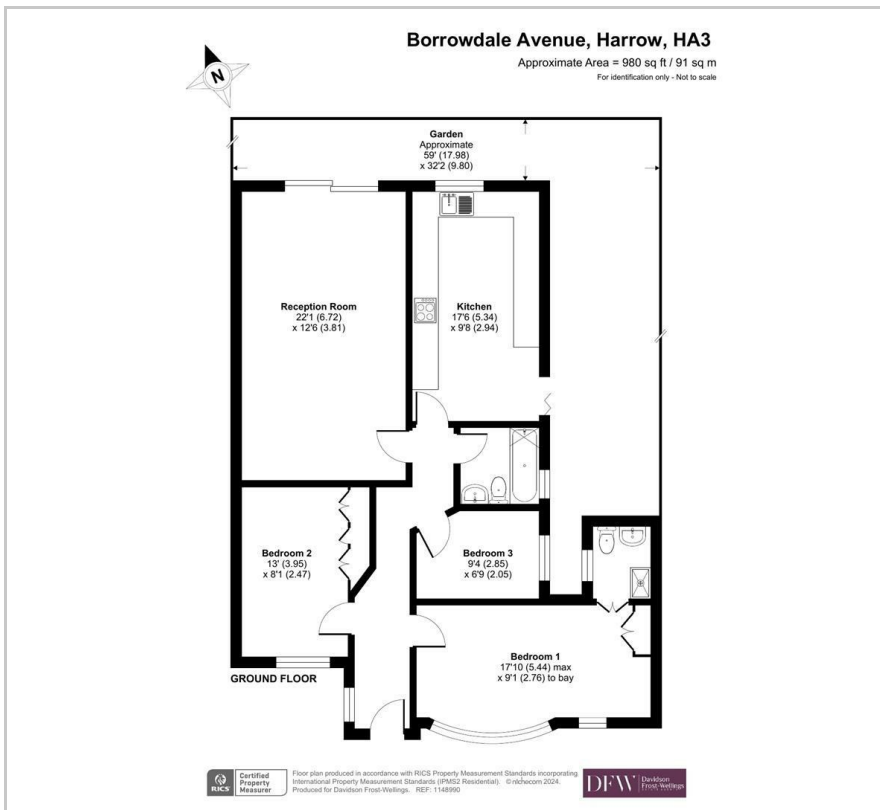 Borrowdale Avenue, Harrow, HA3
Approximate Area = 980 sq ft / 91 sq m
For identification only - Not to scale
N
Garden
Approximate
59' (17.98)
x 32'2 (9.80)
Reception Room
22'1 (6.72)
x 12'6 (3.81)
Kitchen
17'6 (5.34)
x 9'8 (2.94)
Bedroom 2
13' (3.95)
x 8'1 (2.47)
Bedroom 3
9'4 (2.85)
x 6'9 (2.05)
Bedroom 1
17'10 (5.44) max
x 9'1 (2.76) to bay
GROUND FLOOR
RICS
Certified
Property
Measurer
Floor plan produced in accordance with RICS Property Measurement Standards incorporating
International Property Measurement Standards (IPMS2 Residential). © nichecom 2024.
Produced for Davidson Frost-Wellings. REF: 1148990
DFW
Davidson
Frost-Wellings